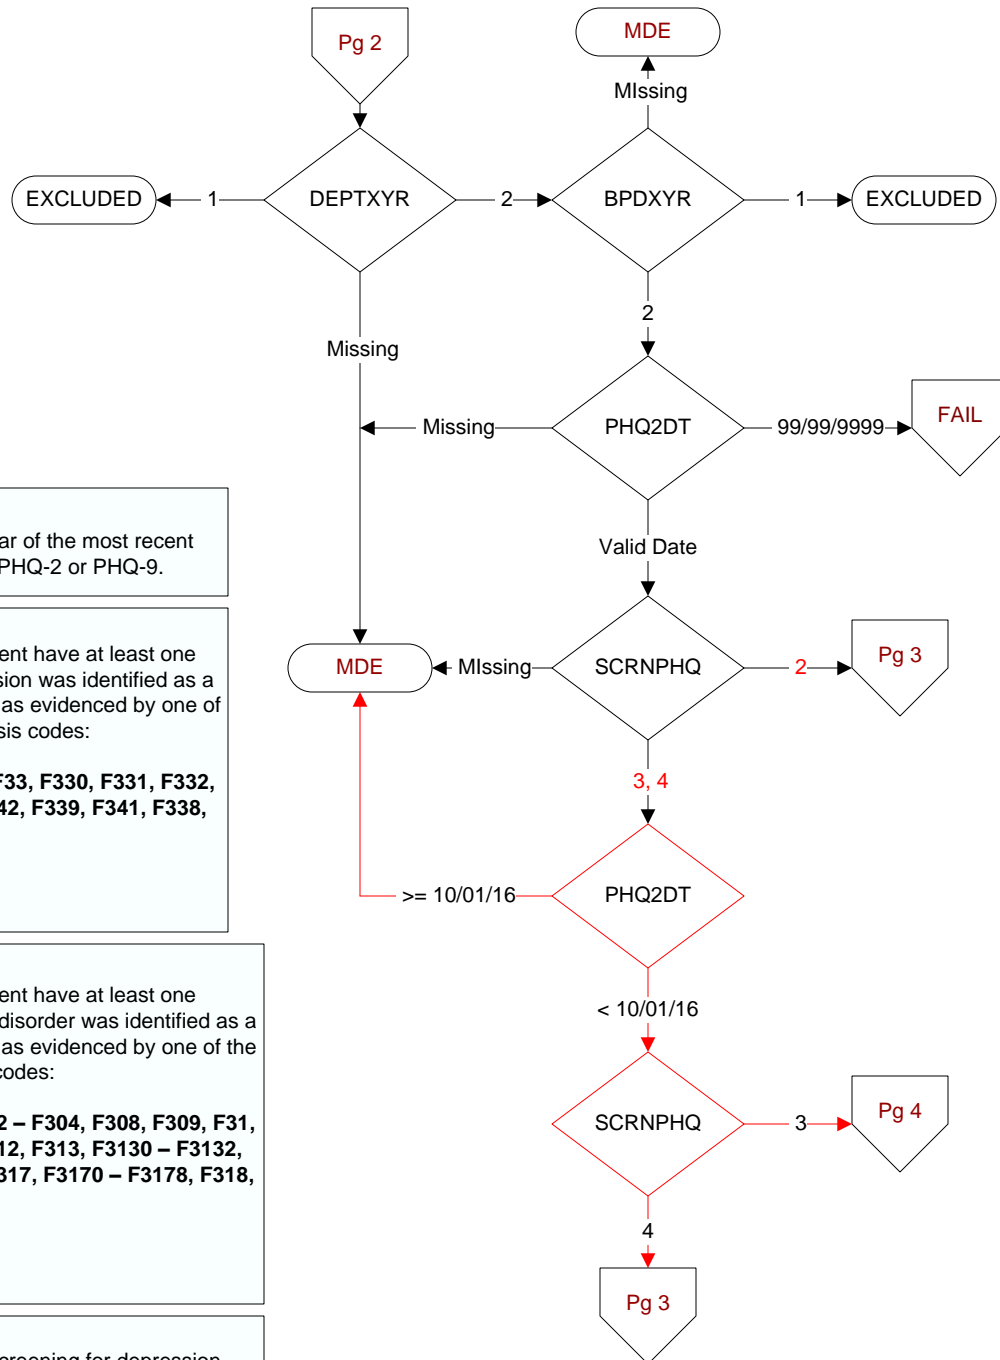 Pg 2
MDE
MIssing
EXCLUDED
1
DEPTXYR
2
BPDXYR
1
EXCLUDED
2
Missing
Missing
PHQ2DT
99/99/9999
FAIL
Valid Date
MDE
MIssing
SCRNPHQ
2
Pg 3
3, 4
>= 10/01/16
PHQ2DT
< 10/01/16
SCRNPHQ
3
Pg 4
4
Pg 3
ar of the most recent
PHQ-2 or PHQ-9.
ent have at least one
sion was identified as a
as evidenced by one of
sis codes:
F33, F330, F331, F332,
42, F339, F341, F338,
ent have at least one
disorder was identified as a
as evidenced by one of the
codes:
2 – F304, F308, F309, F31,
12, F313, F3130 – F3132,
317, F3170 – F3178, F318,
creening for depression